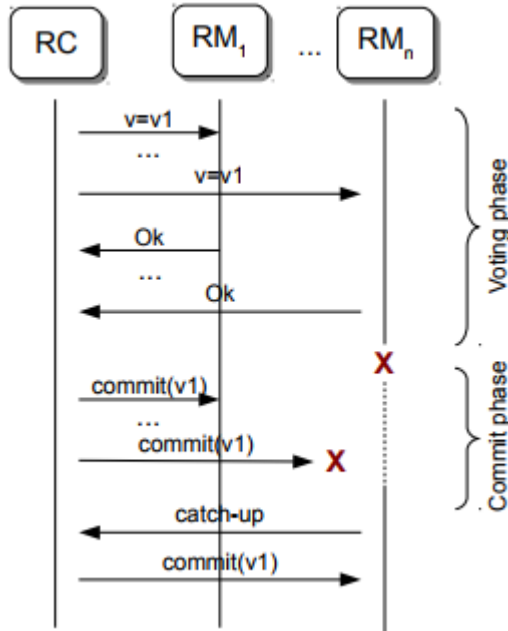 RC RM1 ... RMn
v=v1
...
v=v1
Ok
...
Ok
Voting phase
X
commit(v1)
...
commit(v1) X
Commit phase
catch-up
commit(v1)